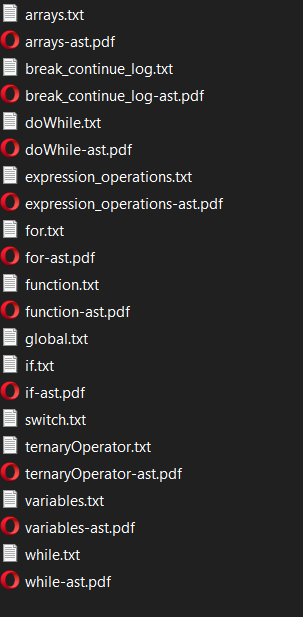 arrays.txt
arrays-ast.pdf
break_continue_log.txt
break_continue_log-ast.pdf
doWhile.txt
doWhile-ast.pdf
expression_operations.txt
expression_operations-ast.pdf
for.txt
for-ast.pdf
function.txt
function-ast.pdf
global.txt
if.txt
if-ast.pdf
switch.txt
ternaryOperator.txt
ternaryOperator-ast.pdf
variables.txt
variables-ast.pdf
while.txt
while-ast.pdf